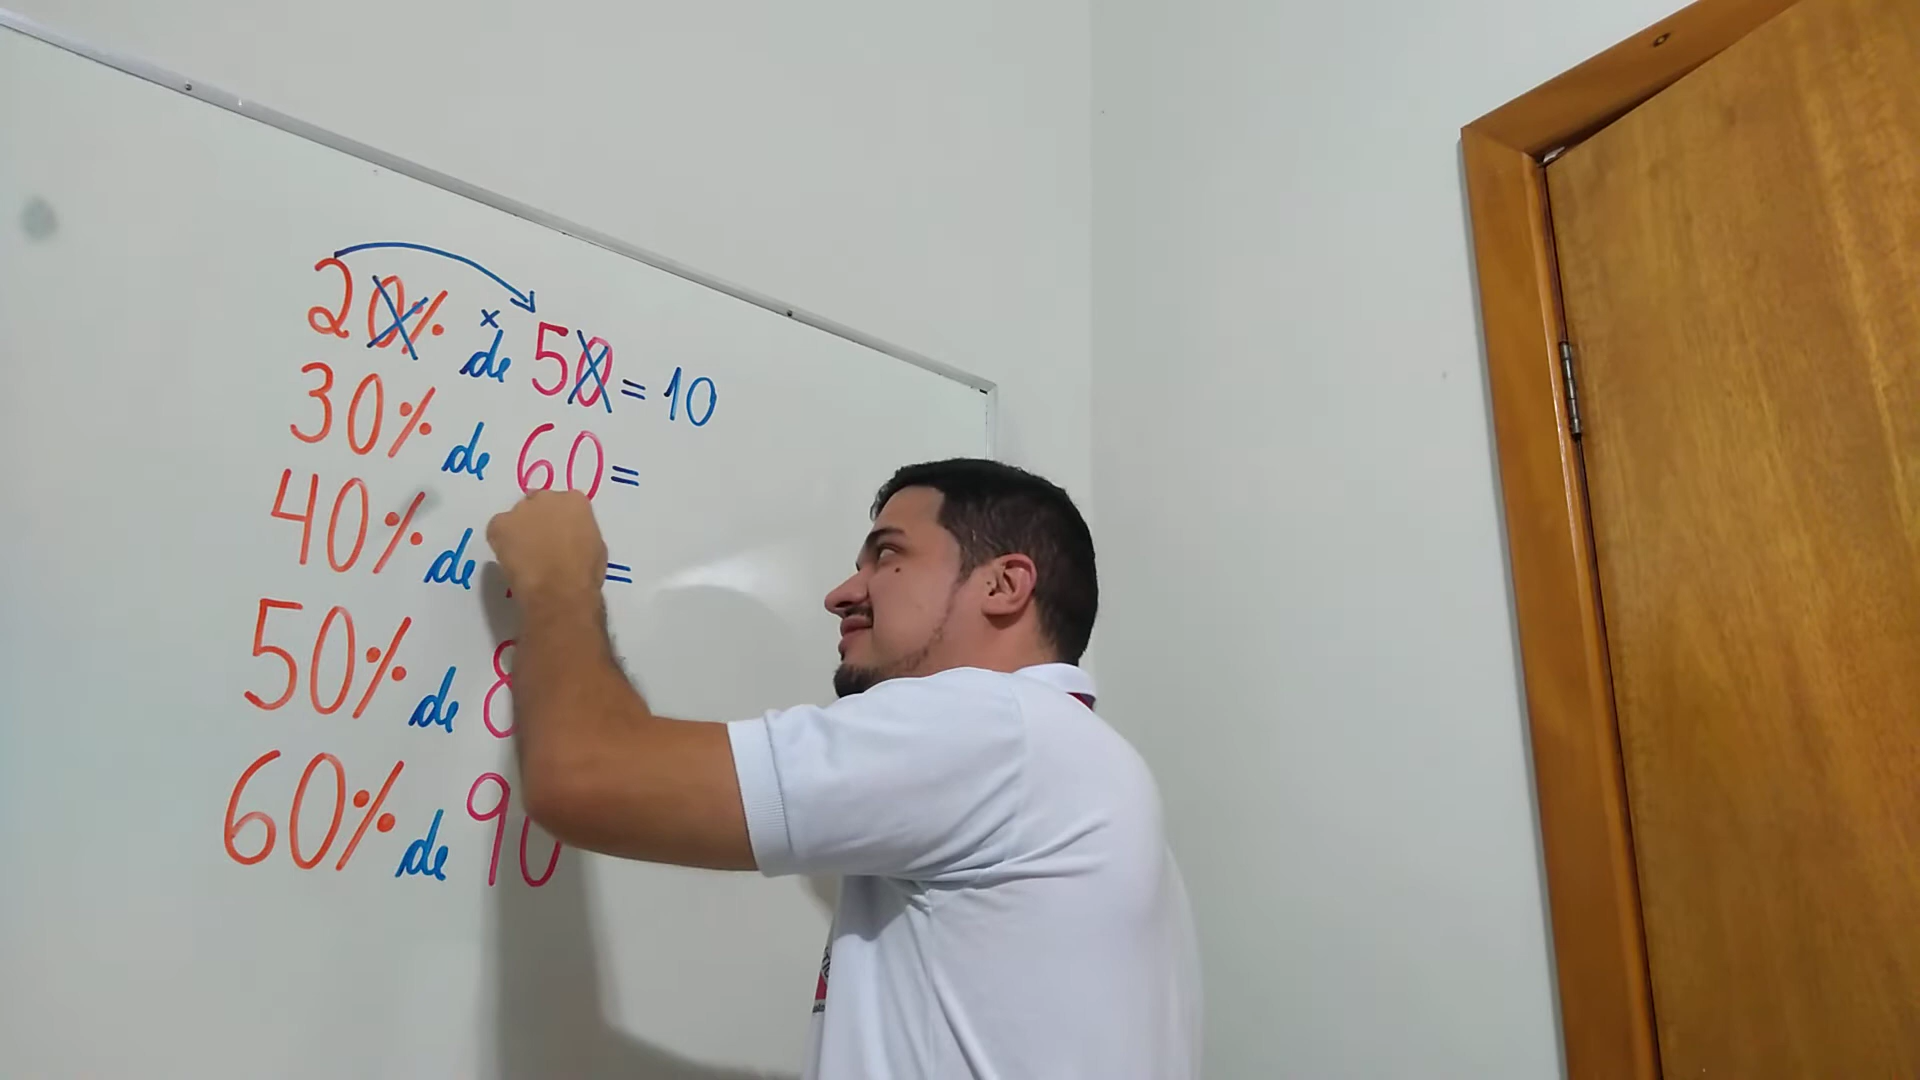 20% de x 50 = 10
30% de 60 =
40% de =
50% de 8
60% de 90